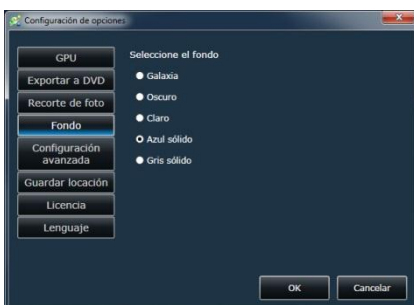 Configuración de opciones
GPU
Exportar a DVD
Recorte de foto
Fondo
Configuración
avanzada
Guardar locación
Licencia
Lenguaje
Seleccione el fondo
Galaxia
Oscuro
Claro
Azul sólido
Gris sólido
OK
Cancelar